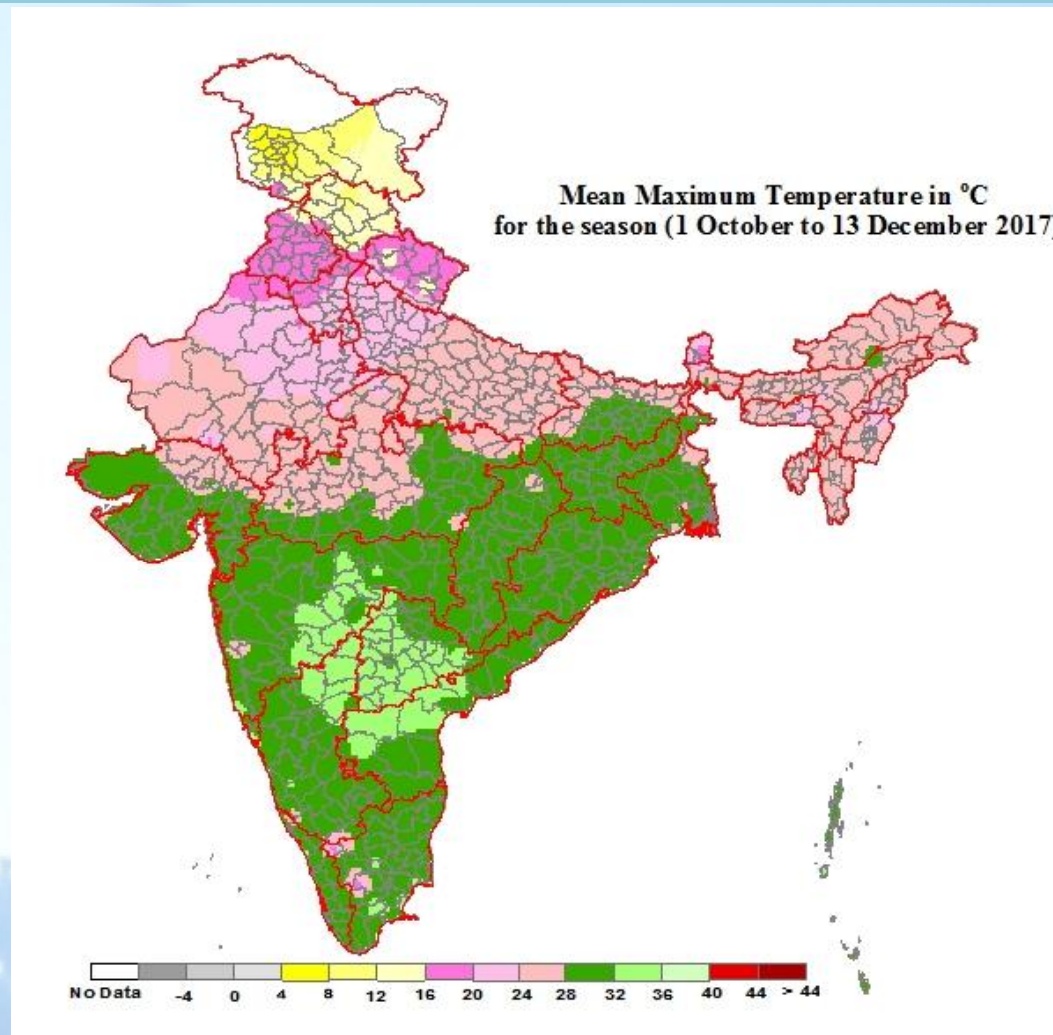 Mean Maximum Temperature in °C
for the season (1 October to 13 December 2017)
No Data -4 0 4 8 12 16 20 24 28 32 36 40 44 > 44